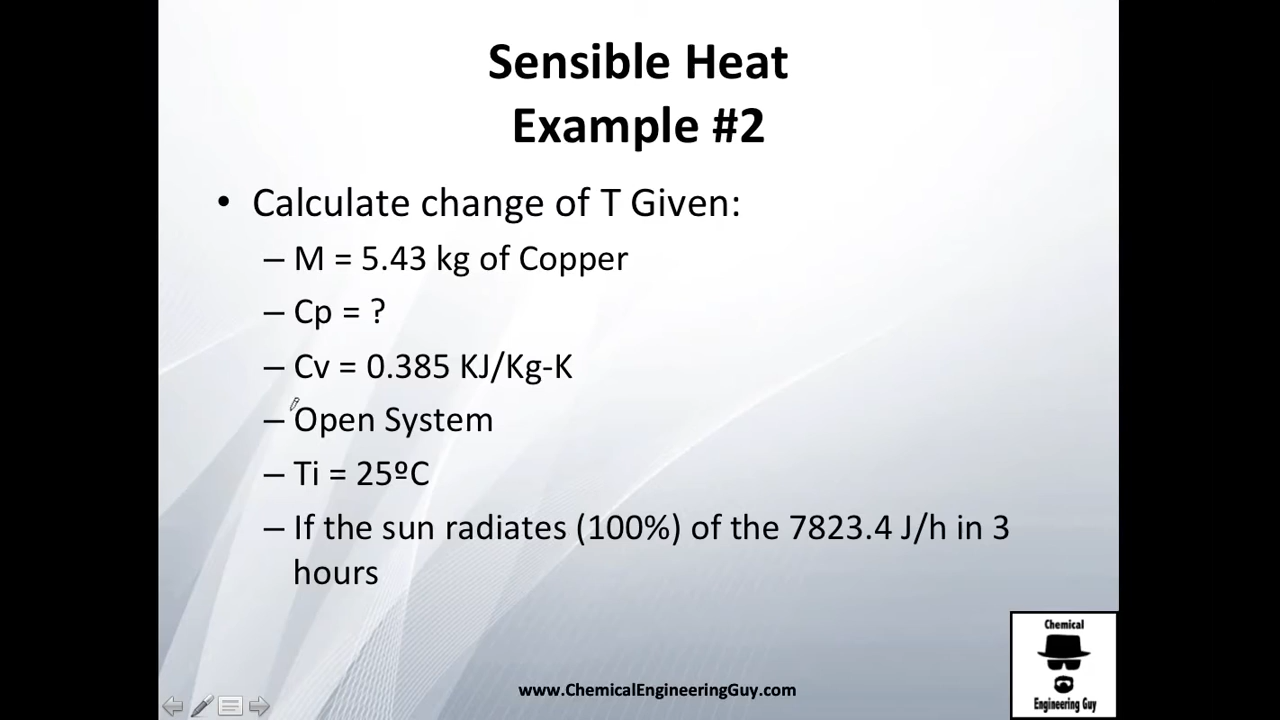 Sensible Heat
Example #2
• Calculate change of T Given:
– M = 5.43 kg of Copper
– Cp = ?
– Cv = 0.385 KJ/Kg-K
– Open System
– Ti = 25ºC
– If the sun radiates (100%) of the 7823.4 J/h in 3
hours
Chemical
Engineering Guy
www.ChemicalEngineeringGuy.com